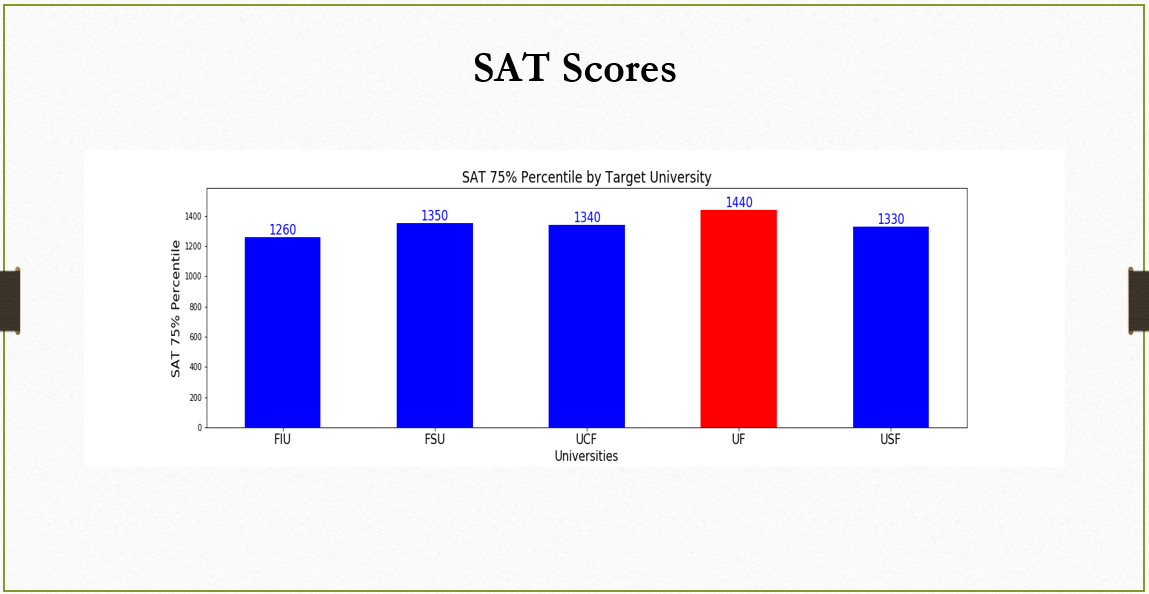 SAT Scores
SAT 75% Percentile by Target University
SAT 75% Percentile
1400
1200
1000
800
600
400
200
0
1260
1350
1340
1440
1330
FIU
FSU
UCF
UF
USF
Universities